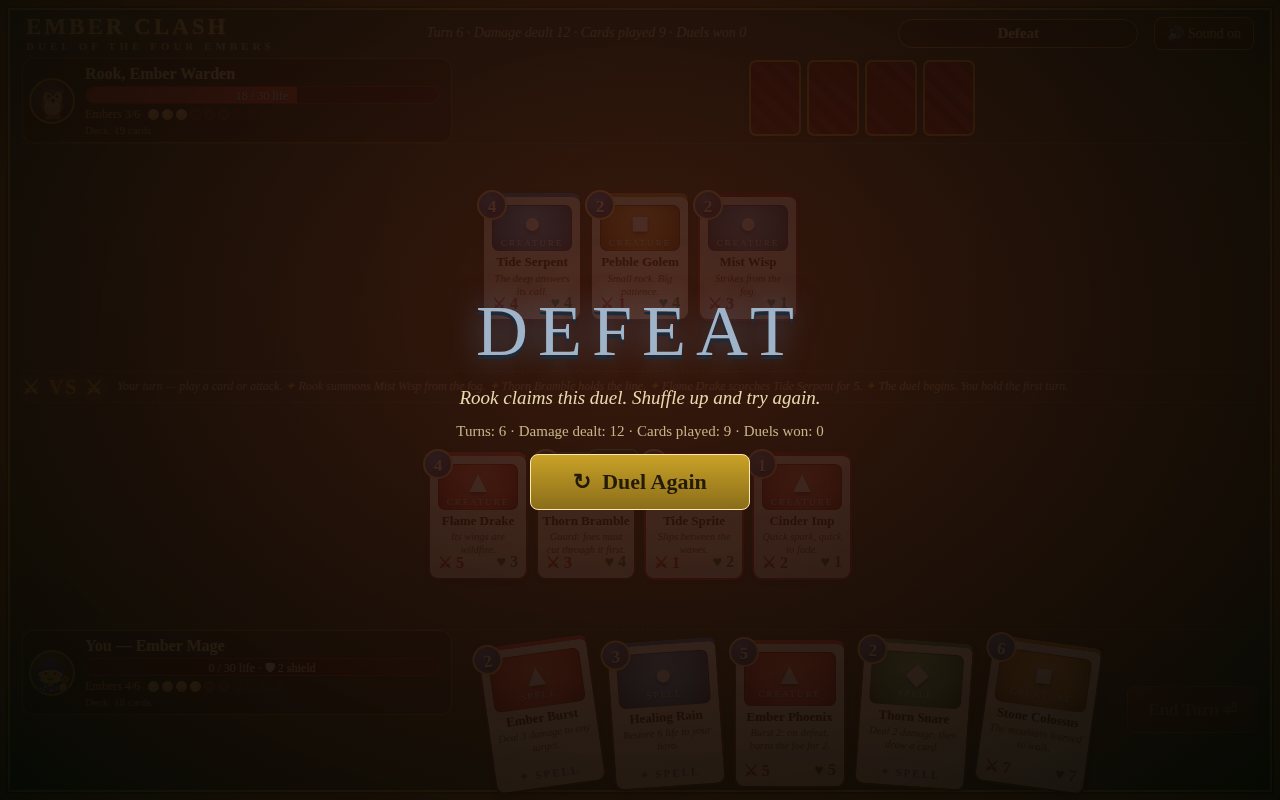 EMBER CLASH
DUEL OF THE FOUR EMBERS
Turn 6 · Damage dealt 12 · Cards played 9 · Duels won 0
Defeat
🔊 Sound on
Rook, Ember Warden
18 / 30 life
Embers 3/6
Deck: 19 cards
4
CREATURE
Tide Serpent
The deep answers
its call.
⚔ 4
♥ 4
2
CREATURE
Pebble Golem
Small rock. Big
patience.
⚔ 1
♥ 4
2
CREATURE
Mist Wisp
Strikes from the
fog.
⚔ 3
♥ 1
DEFEAT
⚔ VS ⚔
Your turn — play a card or attack. ✦ Rook summons Mist Wisp from the fog. ✦ Thorn Bramble holds the line. ✦ Flame Drake scorches Tide Serpent for 5. ✦ The duel begins. You hold the first turn.
Rook claims this duel. Shuffle up and try again.
Turns: 6 · Damage dealt: 12 · Cards played: 9 · Duels won: 0
↻ Duel Again
4
CREATURE
Flame Drake
Its wings are
wildfire.
⚔ 5
♥ 3
Thorn Bramble
Guard: foes must
cut through it first.
⚔ 3
♥ 4
Tide Sprite
Slips between the
waves.
⚔ 1
♥ 2
1
CREATURE
Cinder Imp
Quick spark, quick
to fade.
⚔ 2
♥ 1
You — Ember Mage
0 / 30 life · 🛡 2 shield
Embers 4/6
Deck: 18 cards
2
SPELL
Ember Burst
Deal 3 damage to any
target.
✦ SPELL
3
SPELL
Healing Rain
Restore 6 life to your
hero.
✦ SPELL
5
CREATURE
Ember Phoenix
Burst 2: on defeat,
burns the foe for 2.
⚔ 5
♥ 5
2
SPELL
Thorn Snare
Deal 2 damage, then
draw a card.
✦ SPELL
6
CREATURE
Stone Colossus
The mountain learned
to walk.
⚔ 7
♥ 7
End Turn